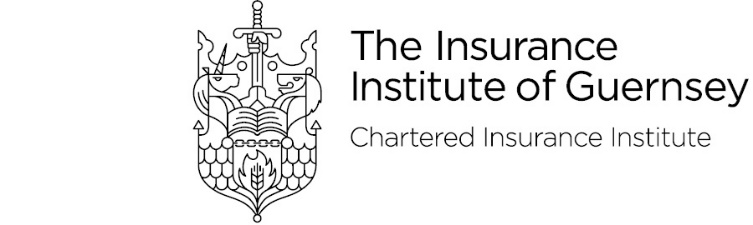 The Insurance
Institute of Guernsey
Chartered Insurance Institute